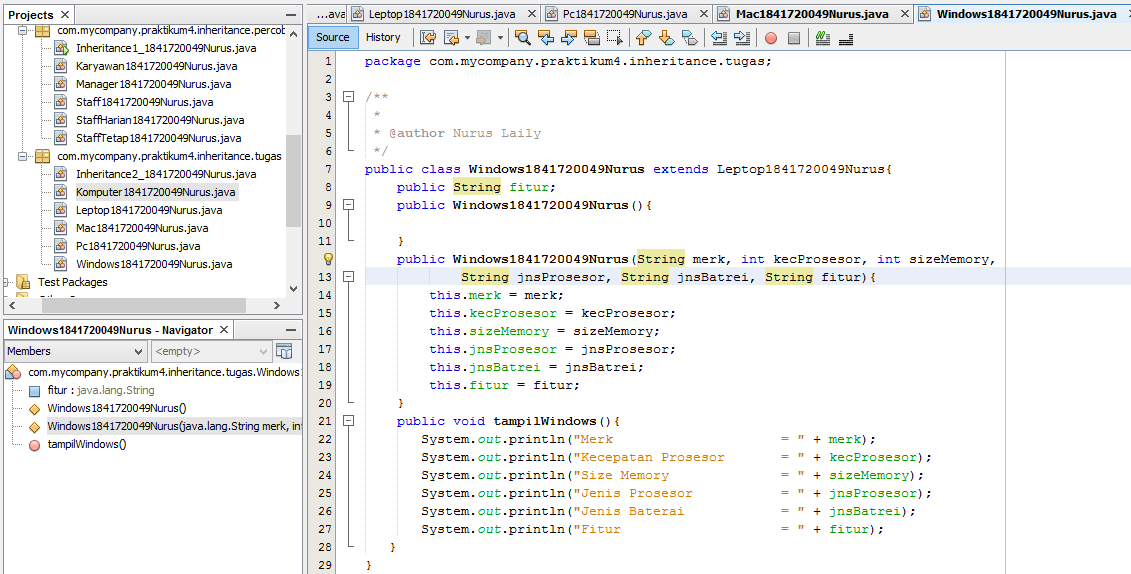 Projects
com.mycompany.praktikum4.inheritance.percob
Inheritance1_1841720049Nurus.java
Karyawan1841720049Nurus.java
Manager1841720049Nurus.java
Staff1841720049Nurus.java
StaffHarian1841720049Nurus.java
StaffTetap1841720049Nurus.java
com.mycompany.praktikum4.inheritance.tugas
Inheritance2_1841720049Nurus.java
Komputer1841720049Nurus.java
Leptop1841720049Nurus.java
Mac1841720049Nurus.java
Pc1841720049Nurus.java
Windows1841720049Nurus.java
Test Packages
Windows1841720049Nurus - Navigator
Members <empty>
com.mycompany.praktikum4.inheritance.tugas.Windows
fitur : java.lang.String
Windows1841720049Nurus()
Windows1841720049Nurus(java.lang.String merk, int
tampilWindows()
...ava Leptop1841720049Nurus.java Pc1841720049Nurus.java Mac1841720049Nurus.java Windows1841720049Nurus.java
Source History
1 package com.mycompany.praktikum4.inheritance.tugas;
2
3 /**
4 *
5 * @author Nurus Laily
6 */
7 public class Windows1841720049Nurus extends Leptop1841720049Nurus{
8 public String fitur;
9 public Windows1841720049Nurus(){
10
11 }
public Windows1841720049Nurus(String merk, int kecProsesor, int sizeMemory,
13 String jnsProsesor, String jnsBatrei, String fitur){
14 this.merk = merk;
15 this.kecProsesor = kecProsesor;
16 this.sizeMemory = sizeMemory;
17 this.jnsProsesor = jnsProsesor;
18 this.jnsBatrei = jnsBatrei;
19 this.fitur = fitur;
20 }
21 public void tampilWindows(){
22 System.out.println("Merk = " + merk);
23 System.out.println("Kecepatan Prosesor = " + kecProsesor);
24 System.out.println("Size Memory = " + sizeMemory);
25 System.out.println("Jenis Prosesor = " + jnsProsesor);
26 System.out.println("Jenis Baterai = " + jnsBatrei);
27 System.out.println("Fitur = " + fitur);
28 }
29 }